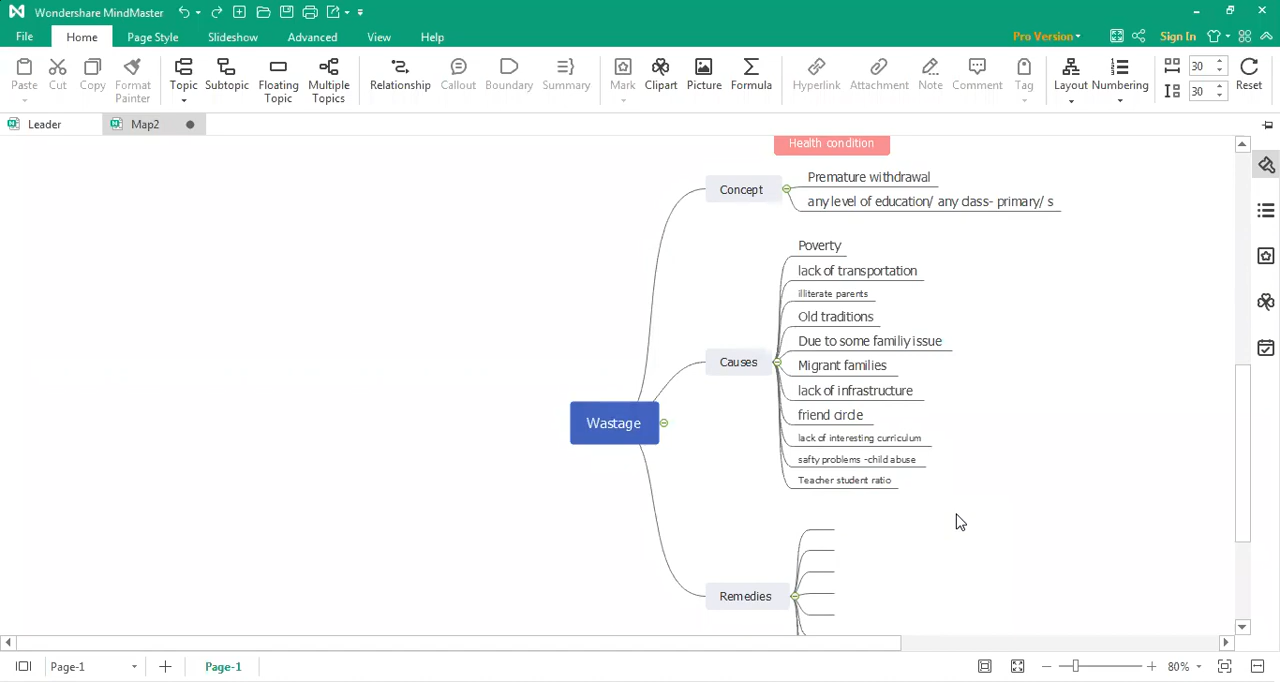 Wondershare MindMaster
File Home Page Style Slideshow Advanced View Help Pro Version Sign In
Paste Cut Copy Format Painter Topic Subtopic Floating Topic Multiple Topics Relationship Callout Boundary Summary Mark Clipart Picture Formula Hyperlink Attachment Note Comment Tag Layout Numbering 30 30 Reset
Leader Map2
Health condition
Concept
Premature withdrawal
any level of education/ any class- primary/ s
Poverty
lack of transportation
illiterate parents
Old traditions
Due to some familiy issue
Causes
Migrant families
lack of infrastructure
friend circle
Wastage
lack of interesting curriculum
safty problems -child abuse
Teacher student ratio
Remedies
Page-1 Page-1 80%